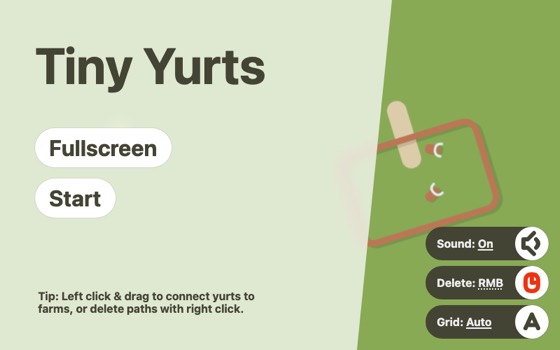 Tiny Yurts
Fullscreen
Start
Tip: Left click & drag to connect yurts to
farms, or delete paths with right click.
Sound: On
Delete: RMB
Grid: Auto
A